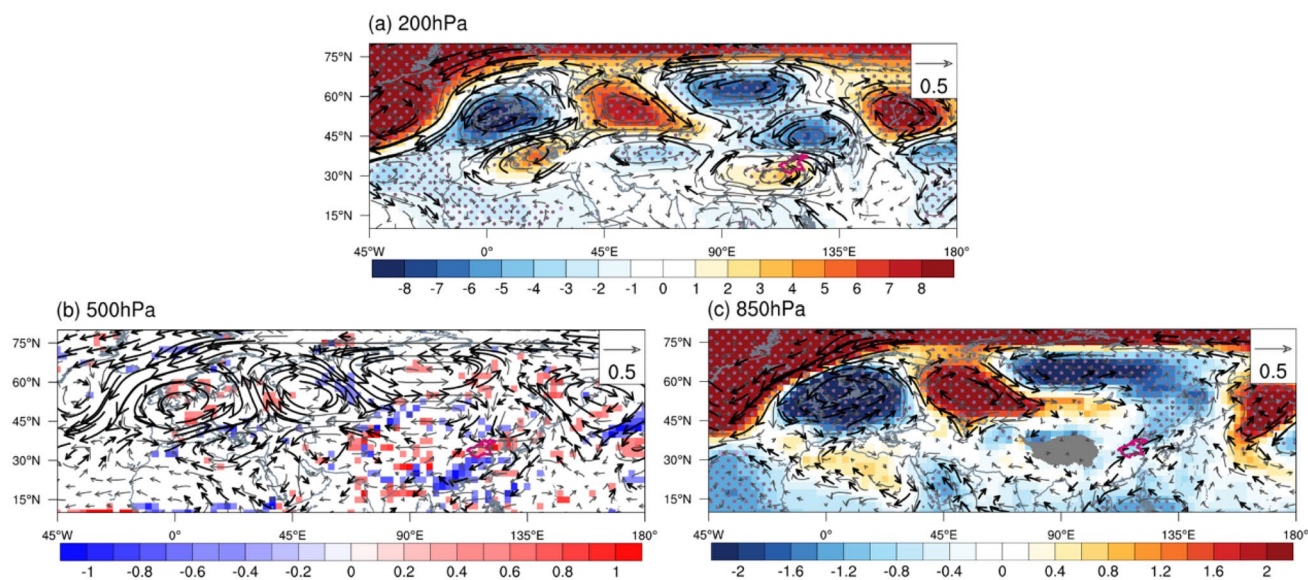 (a) 200hPa
75°N
60°N
45°N
30°N
15°N
0.5
45°W 0° 45°E 90°E 135°E 180°
-8 -7 -6 -5 -4 -3 -2 -1 0 1 2 3 4 5 6 7 8
(b) 500hPa
75°N
60°N
45°N
30°N
15°N
0.5
45°W 0° 45°E 90°E 135°E 180°
-1 -0.8 -0.6 -0.4 -0.2 0 0.2 0.4 0.6 0.8 1
(c) 850hPa
75°N
60°N
45°N
30°N
15°N
0.5
45°W 0° 45°E 90°E 135°E 180°
-2 -1.6 -1.2 -0.8 -0.4 0 0.4 0.8 1.2 1.6 2